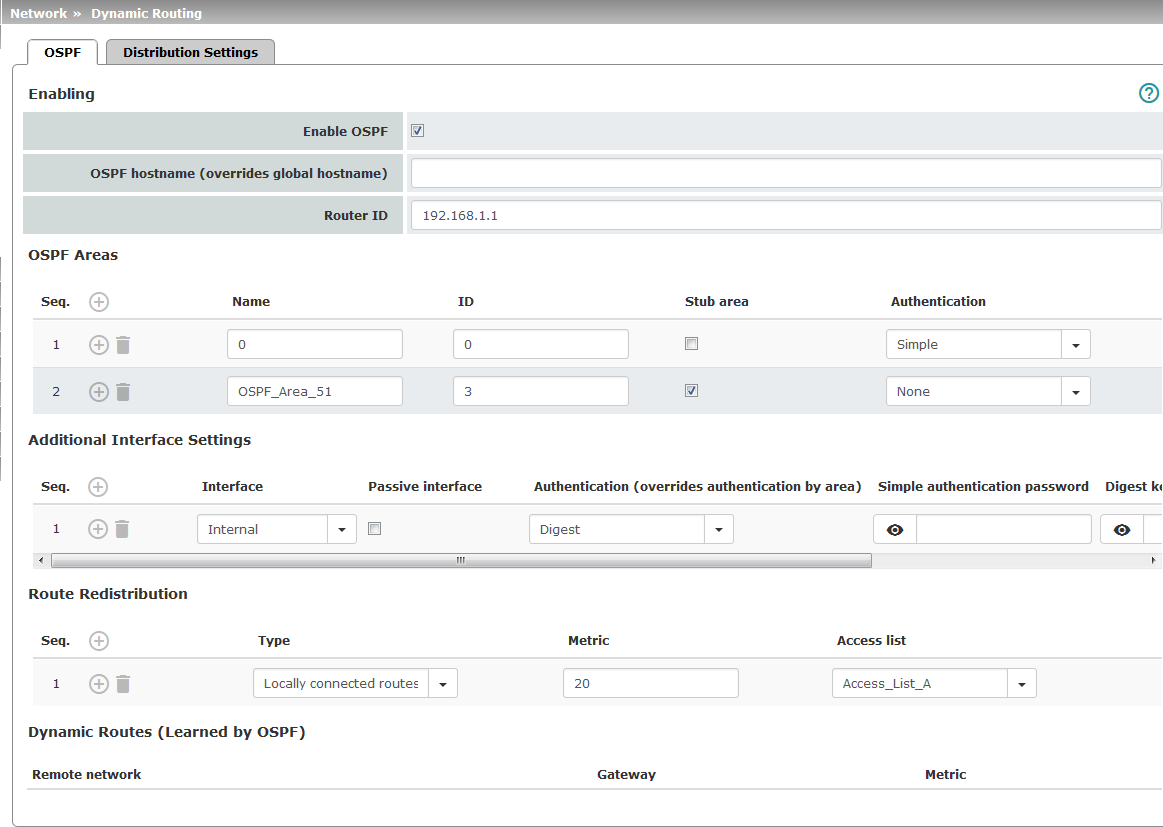 Network » Dynamic Routing
OSPF Distribution Settings
Enabling
?
Enable OSPF
OSPF hostname (overrides global hostname)
Router ID 192.168.1.1
OSPF Areas
Seq. Name ID Stub area Authentication
1 0 0 Simple
2 OSPF_Area_51 3 None
Additional Interface Settings
Seq. Interface Passive interface Authentication (overrides authentication by area) Simple authentication password Digest
1 Internal Digest
Route Redistribution
Seq. Type Metric Access list
1 Locally connected routes 20 Access_List_A
Dynamic Routes (Learned by OSPF)
Remote network Gateway Metric